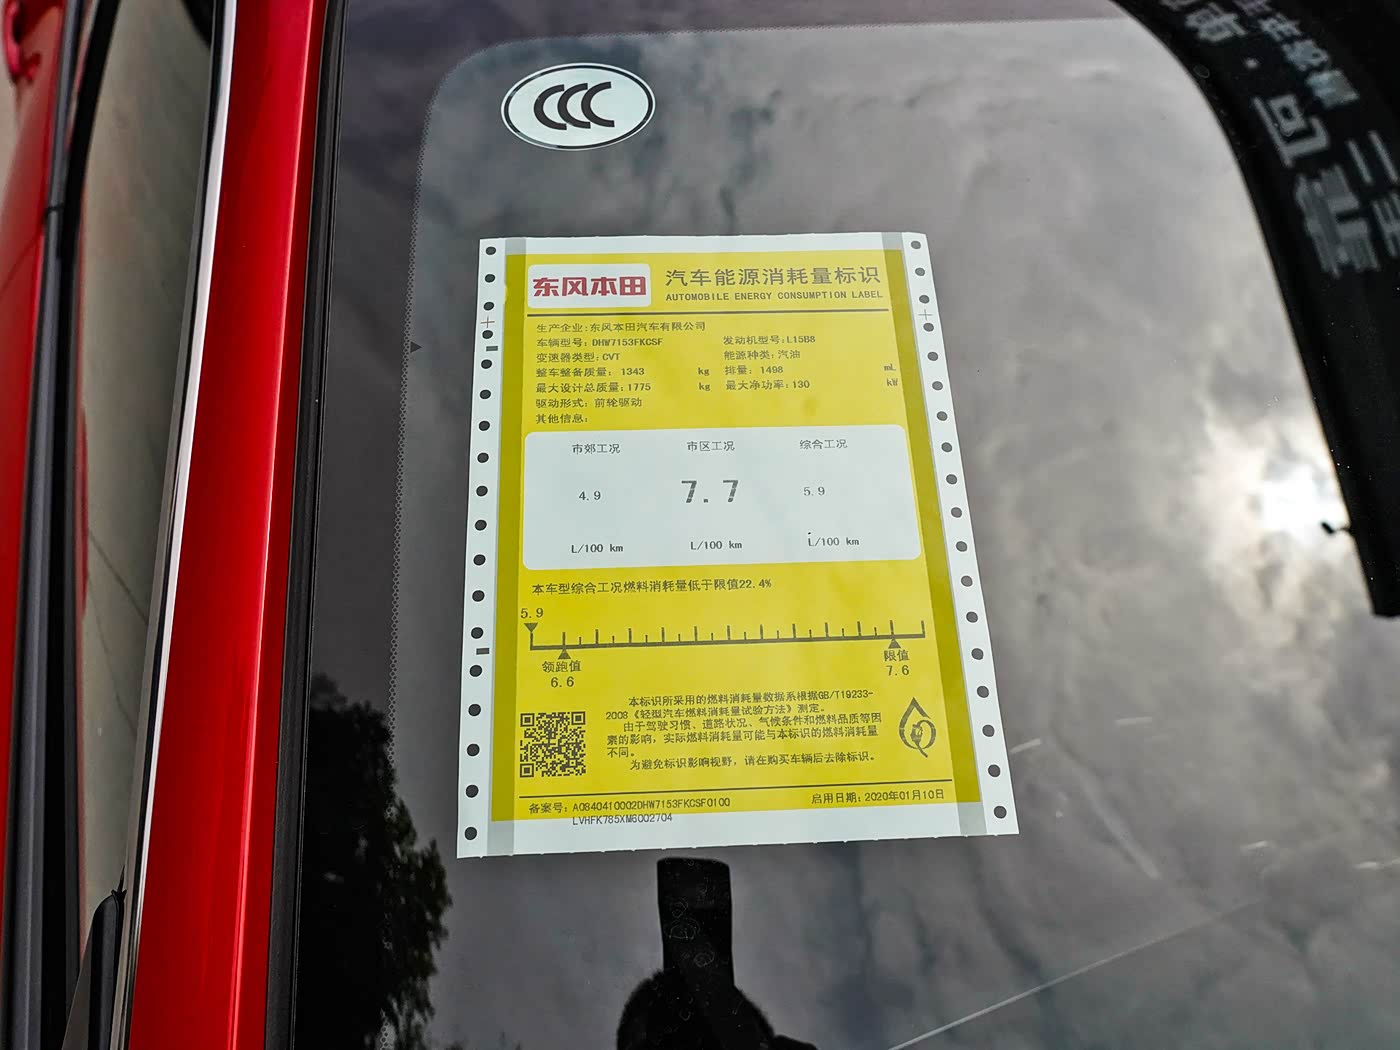 CCC
东风本田
汽车能源消耗量标识
AUTOMOBILE ENERGY CONSUMPTION LABEL
生产企业:东风本田汽车有限公司
车辆型号: DHW7153FKCSF 发动机型号: L15B8
变速器类型: CVT 能源种类: 汽油
整车整备质量: 1343 kg 排量: 1498 mL
最大设计总质量: 1775 kg 最大净功率: 130 kW
驱动形式: 前轮驱动
其他信息:
市郊工况 市区工况 综合工况
4.9 7.7 5.9
L/100 km L/100 km L/100 km
本车型综合工况燃料消耗量低于限值22.4%
5.9
领跑值 限值
6.6 7.6
本标识所采用的燃料消耗量数据系根据GB/T19233-
2008《轻型汽车燃料消耗量试验方法》测定。
由于驾驶习惯、道路状况、气候条件和燃料品质等因
素的影响，实际燃料消耗量可能与本标识的燃料消耗量
不同。
为避免标识影响视野，请在购买车辆后去除标识。
备案号: A0840410002DHW7153FKCSF0100 启用日期: 2020年01月10日
LVHFK785XM6002704